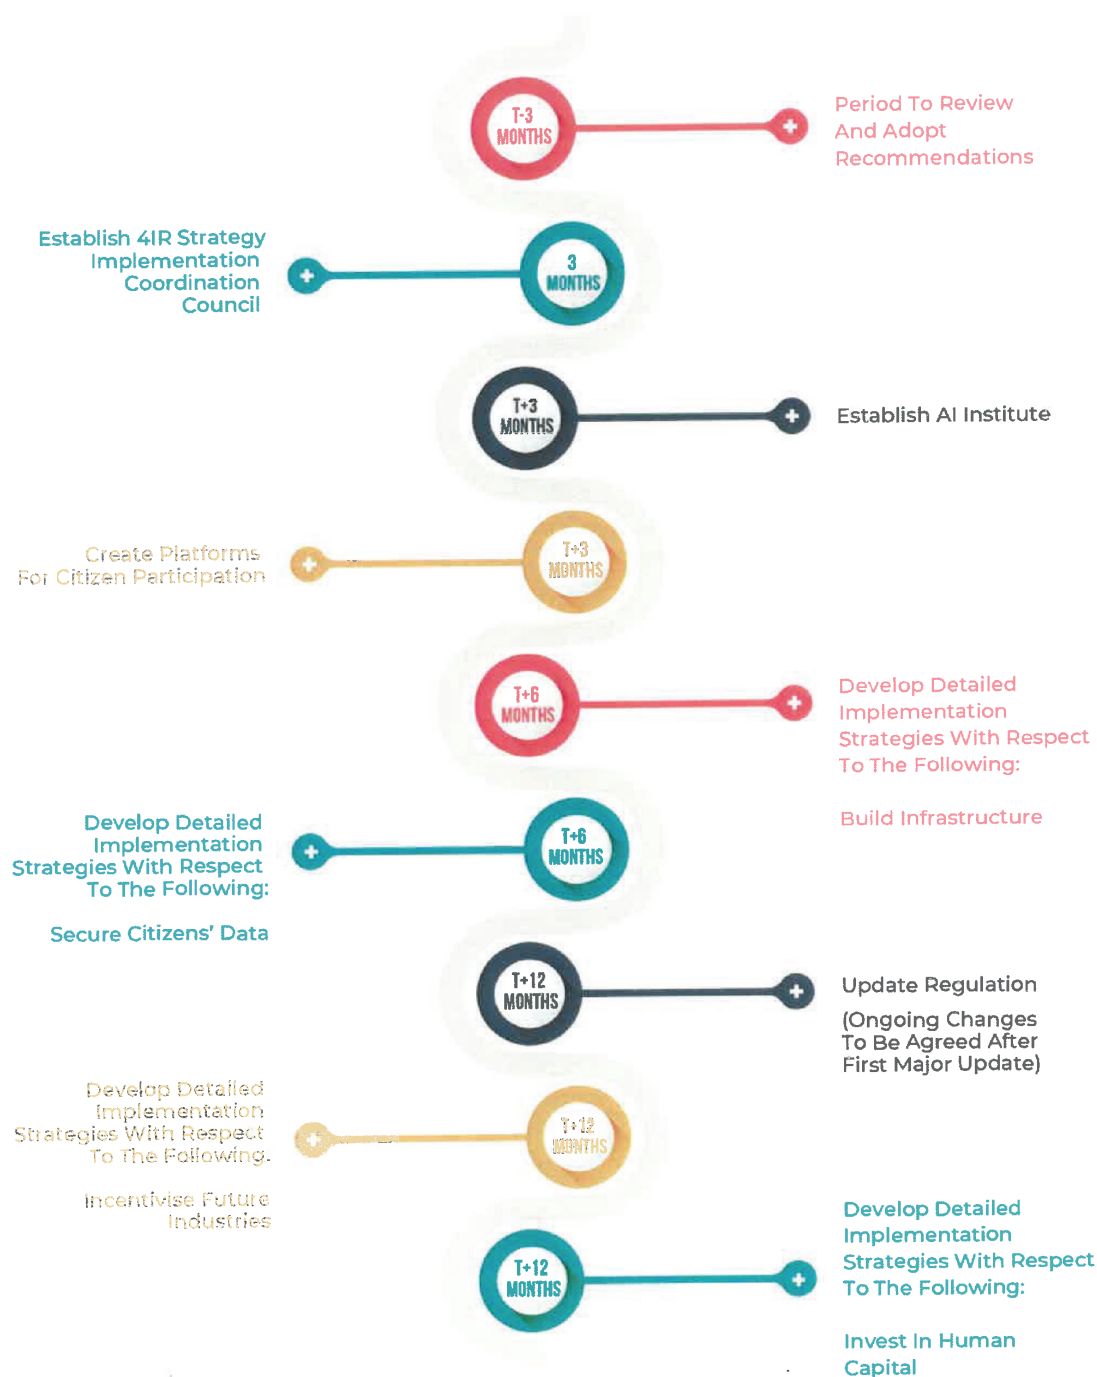 T-3
MONTHS
Period To Review
And Adopt
Recommendations
Establish 4IR Strategy
Implementation
Coordination
Council
3
MONTHS
T+3
MONTHS
Establish AI Institute
Create Platforms
For Citizen Participation
T+3
MONTHS
T+6
MONTHS
Develop Detailed
Implementation
Strategies With Respect
To The Following:
Build Infrastructure
Develop Detailed
Implementation
Strategies With Respect
To The Following:
Secure Citizens' Data
T+6
MONTHS
T+12
MONTHS
Update Regulation
(Ongoing Changes
To Be Agreed After
First Major Update)
Develop Detailed
Implementation
Strategies With Respect
To The Following.
Incentivise Future
Industries
T+12
MONTHS
T+12
MONTHS
Develop Detailed
Implementation
Strategies With Respect
To The Following:
Invest In Human
Capital